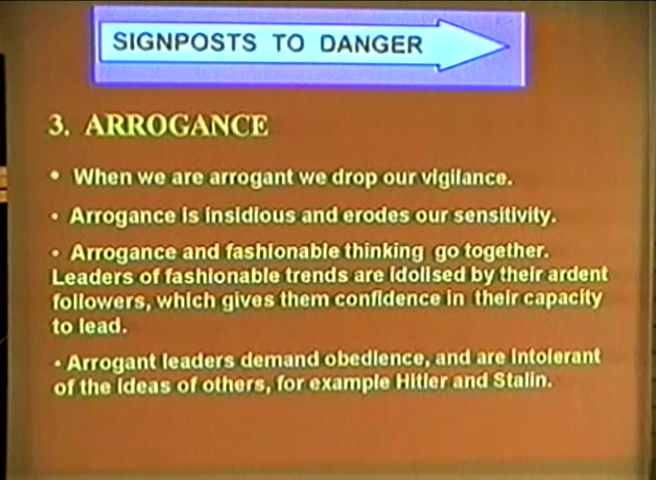 SIGNPOSTS TO DANGER
3. ARROGANCE
• When we are arrogant we drop our vigilance.
• Arrogance is insidious and erodes our sensitivity.
• Arrogance and fashionable thinking go together.
Leaders of fashionable trends are idolised by their ardent
followers, which gives them confidence in their capacity
to lead.
• Arrogant leaders demand obedience, and are intolerant
of the ideas of others, for example Hitler and Stalin.